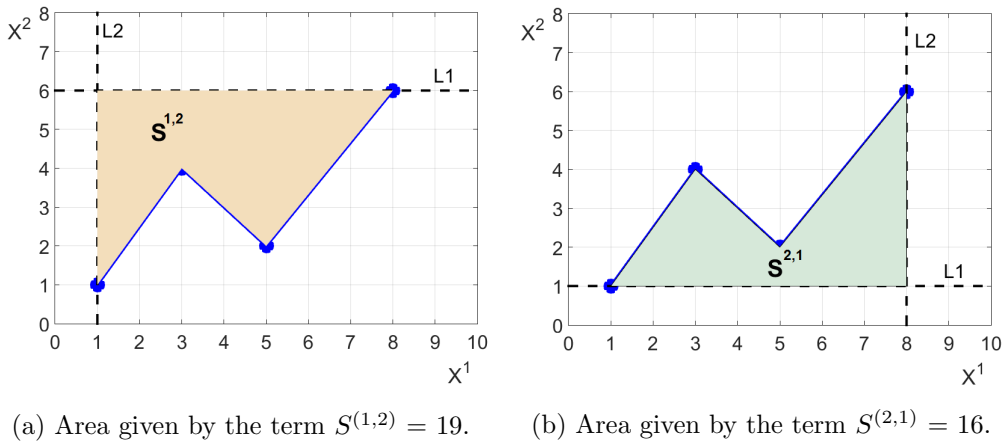 X²
8
7
6
5
4
3
2
1
0
L2
L1
S^{1,2}
0 1 2 3 4 5 6 7 8 9 10
X¹
X²
8
7
6
5
4
3
2
1
0
L2
S^{2,1}
L1
0 1 2 3 4 5 6 7 8 9 10
X¹
(a) Area given by the term S^{(1,2)} = 19.
(b) Area given by the term S^{(2,1)} = 16.